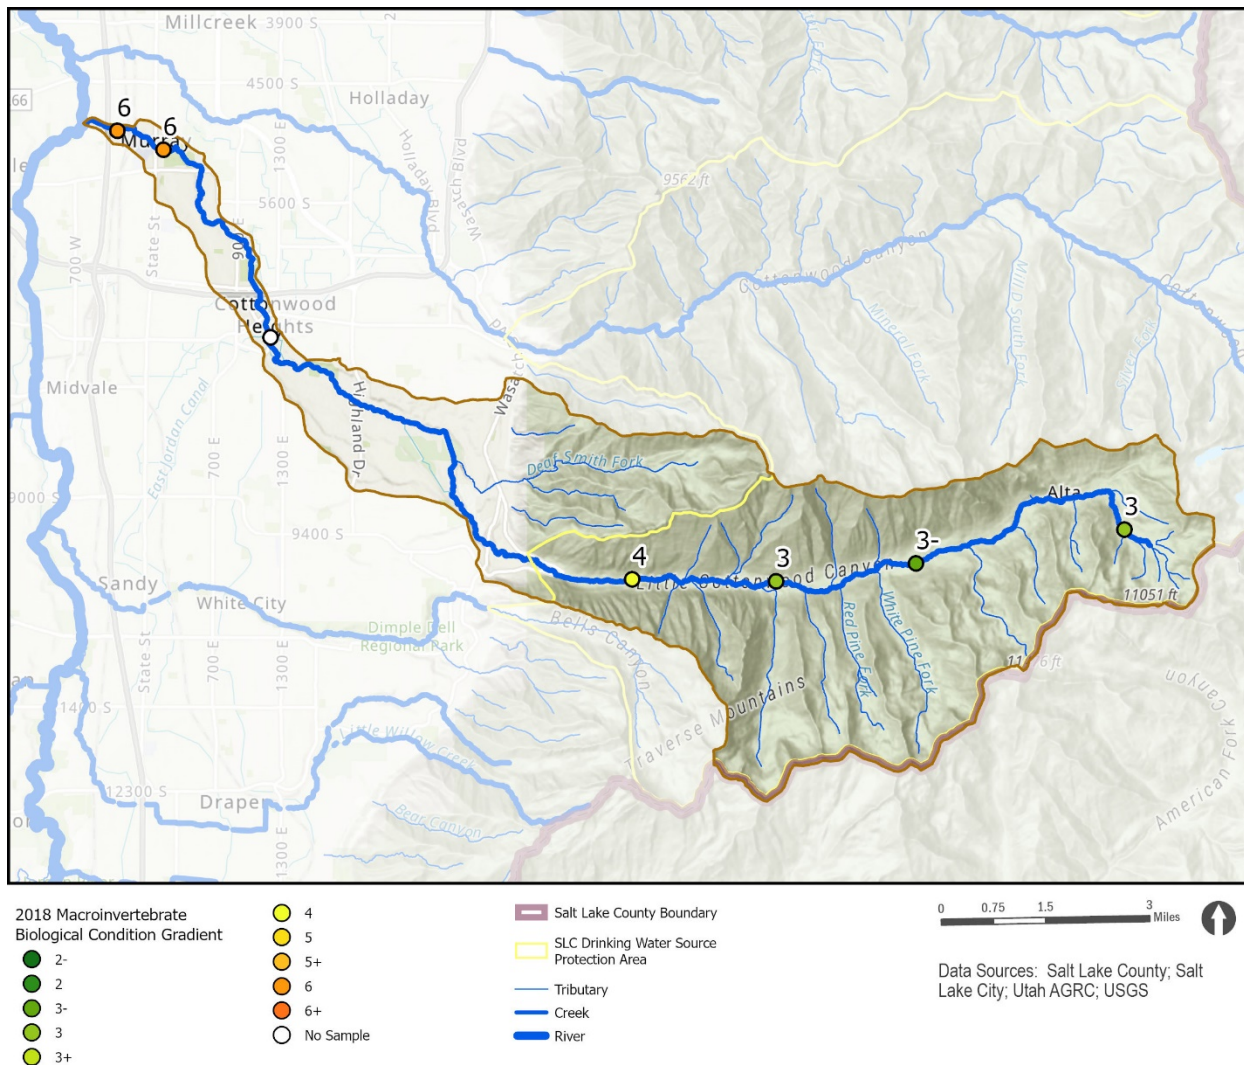 Millcreek
3900 S
4500 S
Holladay
66
6
6
Murray
1300 E
Holladay Blvd
Wasatch Blvd
9562 ft
5600 S
State St
900 E
700 W
Cottonwood Canyon
Cottonwood
Heights
Mineral Fork
Mill D South Fork
Silver Fork
Midvale
Wasatch
Highland Dr
East Jordan Canal
700 E
1300 E
Deaf Smith Fork
9000 S
9400 S
Alta
3
3-
3
4
Little Cottonwood Canyon
Sandy
White City
11051 ft
Dimple Dell
Regional Park
Bells Canyon
Red Pine Fork
White Pine Fork
State St
700 E
1300 E
Traverse Mountains
American Fork
Canyon
11400 S
Little Willow Creek
12300 S
Draper
Bear Canyon
1300 E
2018 Macroinvertebrate
Biological Condition Gradient
2-
2
3-
3
3+
4
5
5+
6
6+
No Sample
Salt Lake County Boundary
SLC Drinking Water Source
Protection Area
Tributary
Creek
River
0 0.75 1.5 3
Miles
Data Sources: Salt Lake County; Salt
Lake City; Utah AGRC; USGS